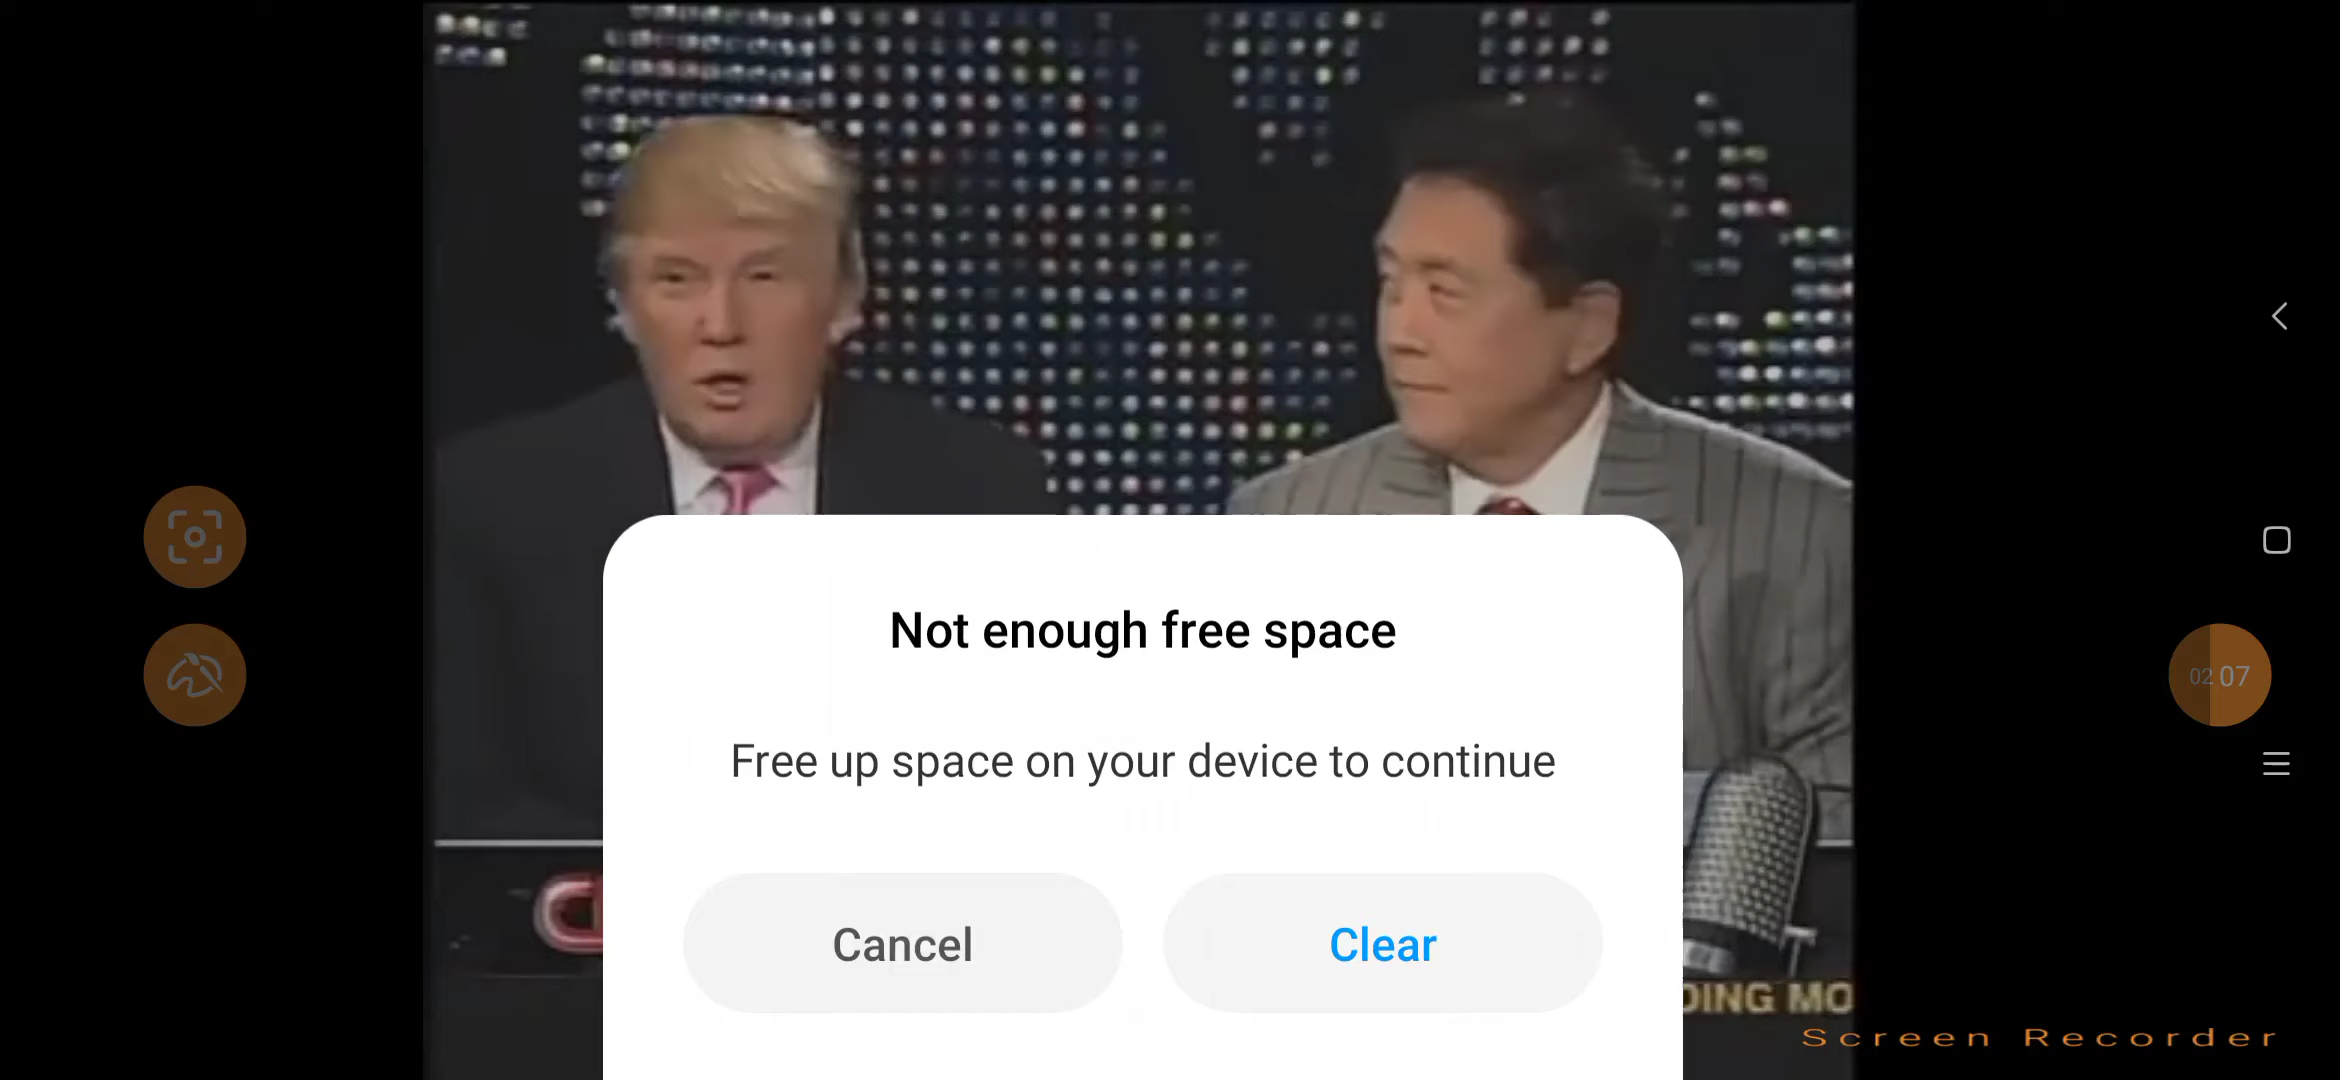 Not enough free space
Free up space on your device to continue
Cancel
Clear
02 07
DING MO
Screen Recorder